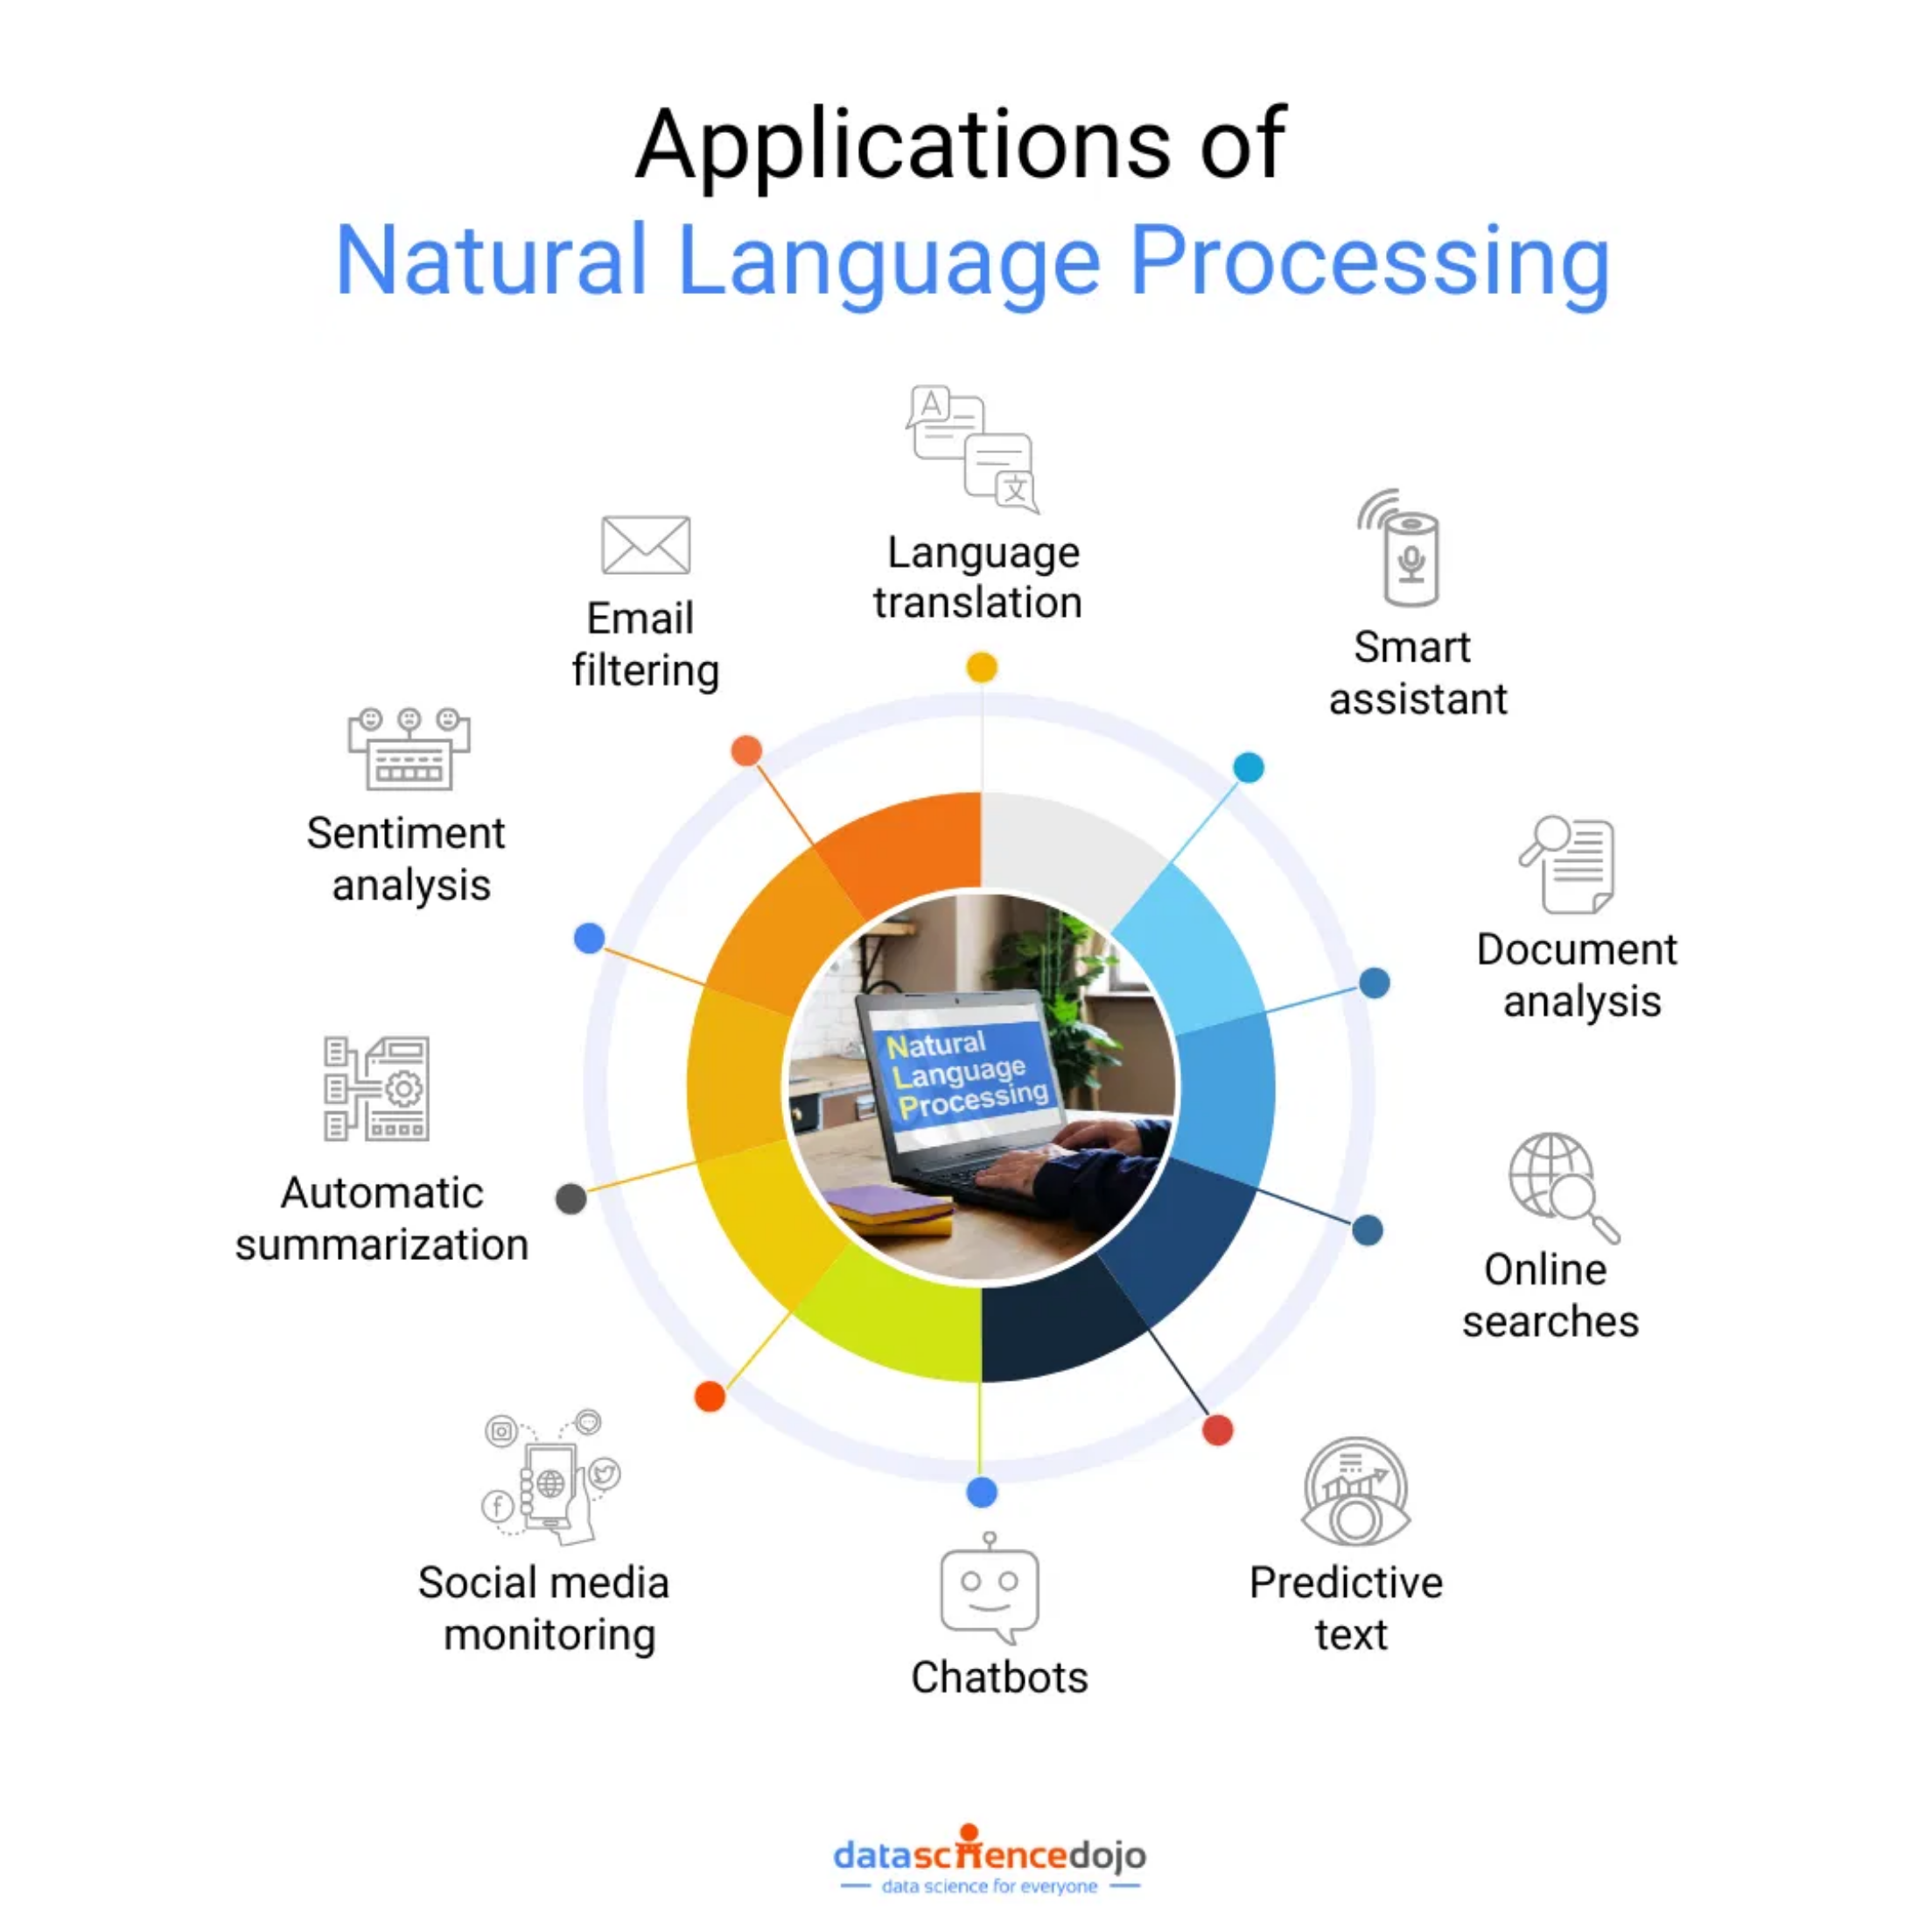 Applications of
Natural Language Processing
A
文
Language
translation
Email
filtering
Smart
assistant
Sentiment
analysis
Document
analysis
Natural
Language
Processing
Automatic
summarization
Online
searches
f
Social media
monitoring
Predictive
text
Chatbots
datasciencedojo
data science for everyone